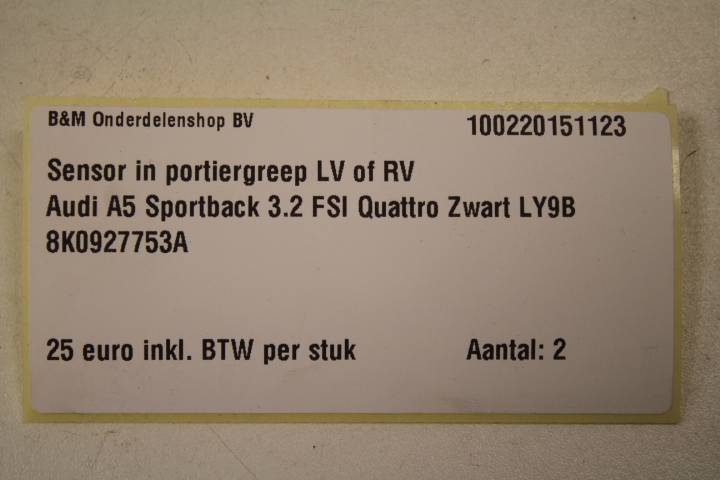 B&M Onderdelenshop BV 100220151123
Sensor in portiergreep LV of RV
Audi A5 Sportback 3.2 FSI Quattro Zwart LY9B
8K0927753A
25 euro inkl. BTW per stuk Aantal: 2